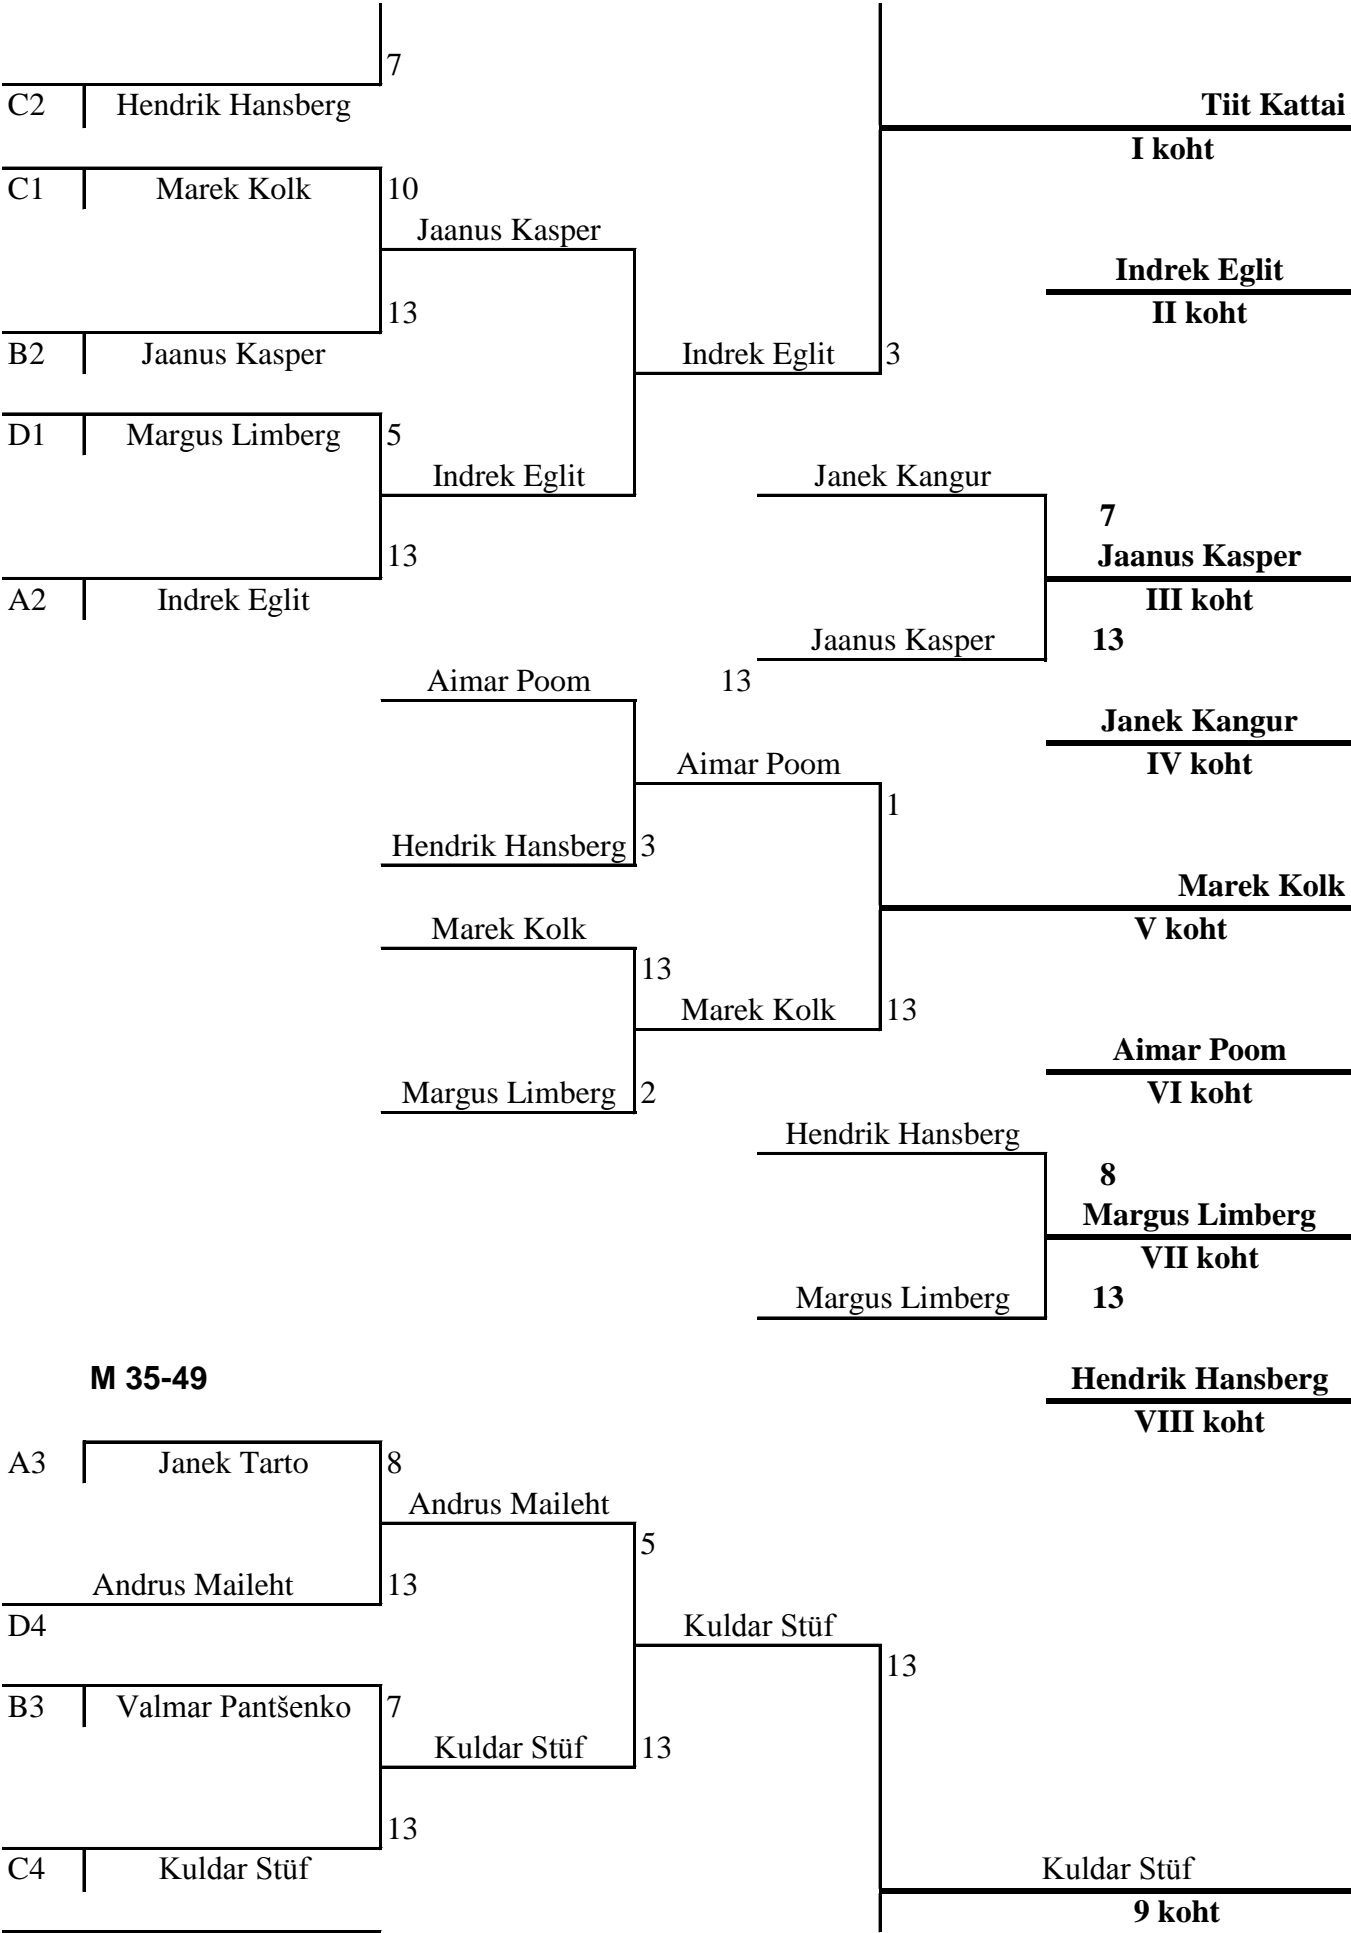 7
C2 Hendrik Hansberg Tiit Kattai
I koht
C1 Marek Kolk 10
Jaanus Kasper
Indrek Eglit
13 II koht
B2 Jaanus Kasper Indrek Eglit 3
D1 Margus Limberg 5
Indrek Eglit Janek Kangur
7
13 Jaanus Kasper
A2 Indrek Eglit III koht
Jaanus Kasper 13
Aimar Poom 13
Janek Kangur
Aimar Poom IV koht
1
Hendrik Hansberg 3
Marek Kolk
Marek Kolk V koht
13
Marek Kolk 13
Aimar Poom
Margus Limberg 2 VI koht
Hendrik Hansberg
8
Margus Limberg
VII koht
Margus Limberg 13
M 35-49 Hendrik Hansberg
VIII koht
A3 Janek Tarto 8
Andrus Maileht
5
Andrus Maileht 13
D4 Kuldar Stüf
13
B3 Valmar Pantšenko 7
Kuldar Stüf 13
13
C4 Kuldar Stüf Kuldar Stüf
9 koht